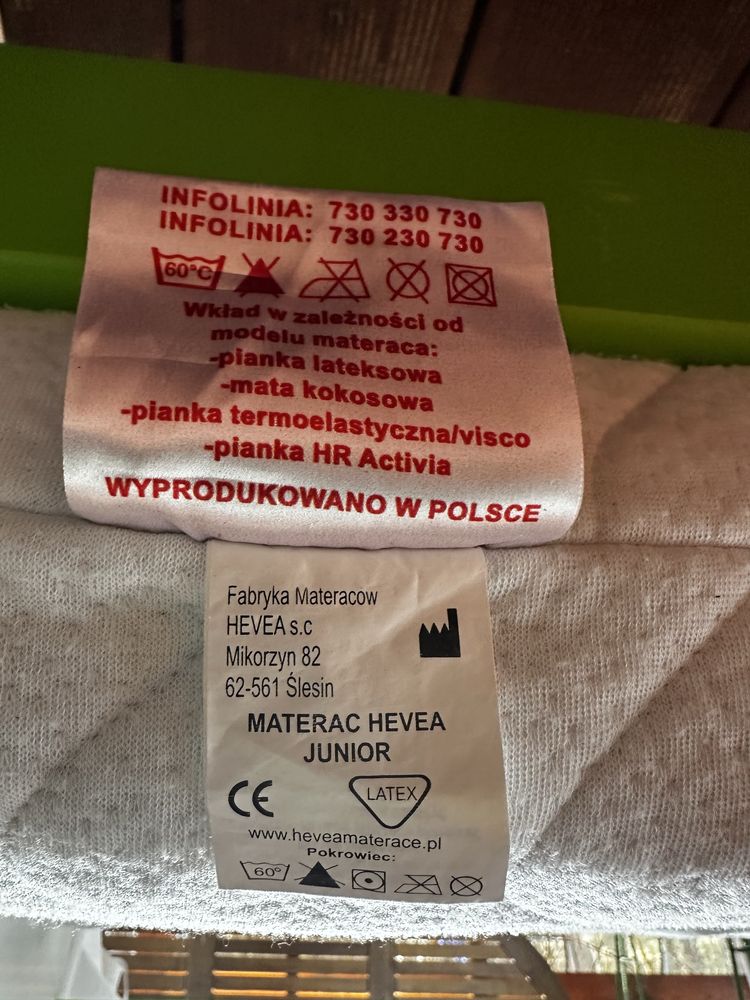 INFOLINIA: 730 330 730
INFOLINIA: 730 230 730
60°C
Wkład w zależności od
modelu materaca:
-pianka lateksowa
-mata kokosowa
-pianka termoelastyczna/visco
-pianka HR Activia
WYPRODUKOWANO W POLSCE
Fabryka Materacow
HEVEA s.c
Mikorzyn 82
62-561 Ślesin
MATERAC HEVEA
JUNIOR
CE
LATEX
www.heveamaterace.pl
Pokrowiec:
60°